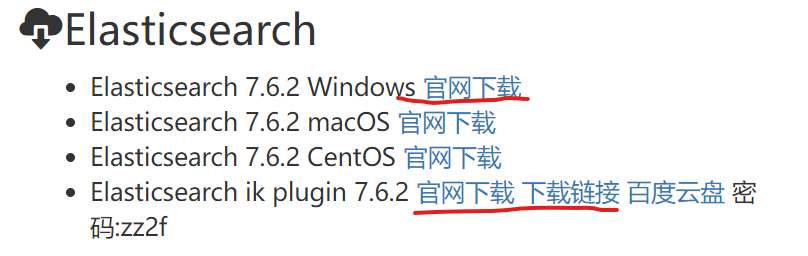 Elasticsearch
Elasticsearch 7.6.2 Windows 官网下载
Elasticsearch 7.6.2 macOS 官网下载
Elasticsearch 7.6.2 CentOS 官网下载
Elasticsearch ik plugin 7.6.2 官网下载 下载链接 百度云盘 密
码:zz2f